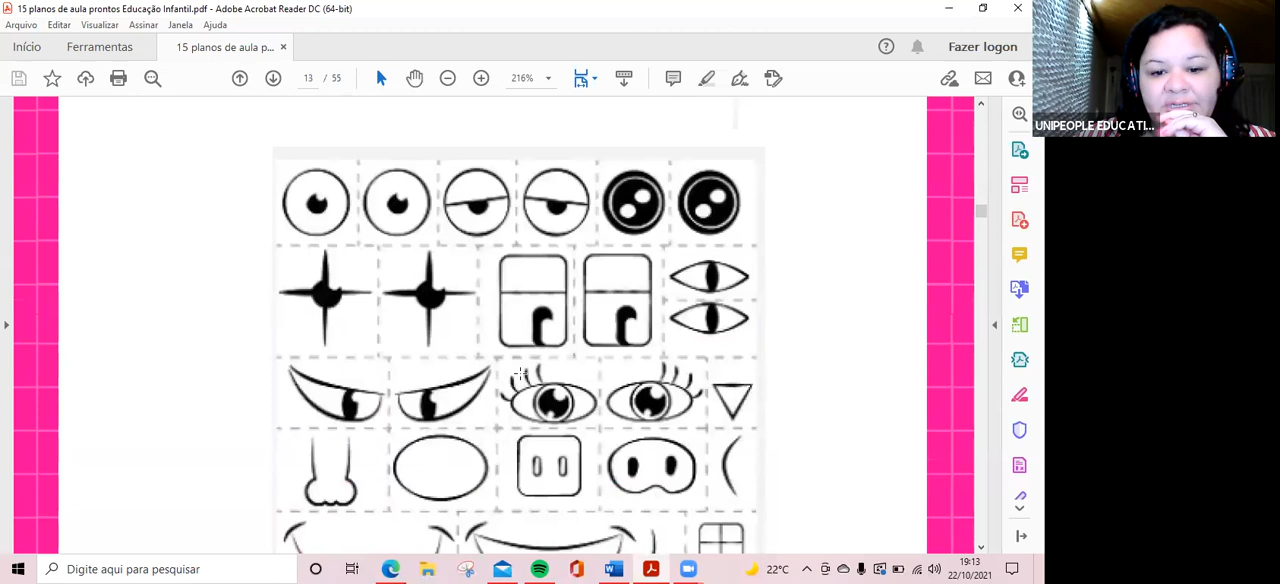 15 planos de aula prontos Educação Infantil.pdf - Adobe Acrobat Reader DC (64-bit)
Arquivo Editar Visualizar Assinar Janela Ajuda
Início Ferramentas 15 planos de aula p... × Fazer logon
13 / 55 216%
UNIPEOPLE EDUCATI...
Digite aqui para pesquisar
22°C
19:13
22/10/2021